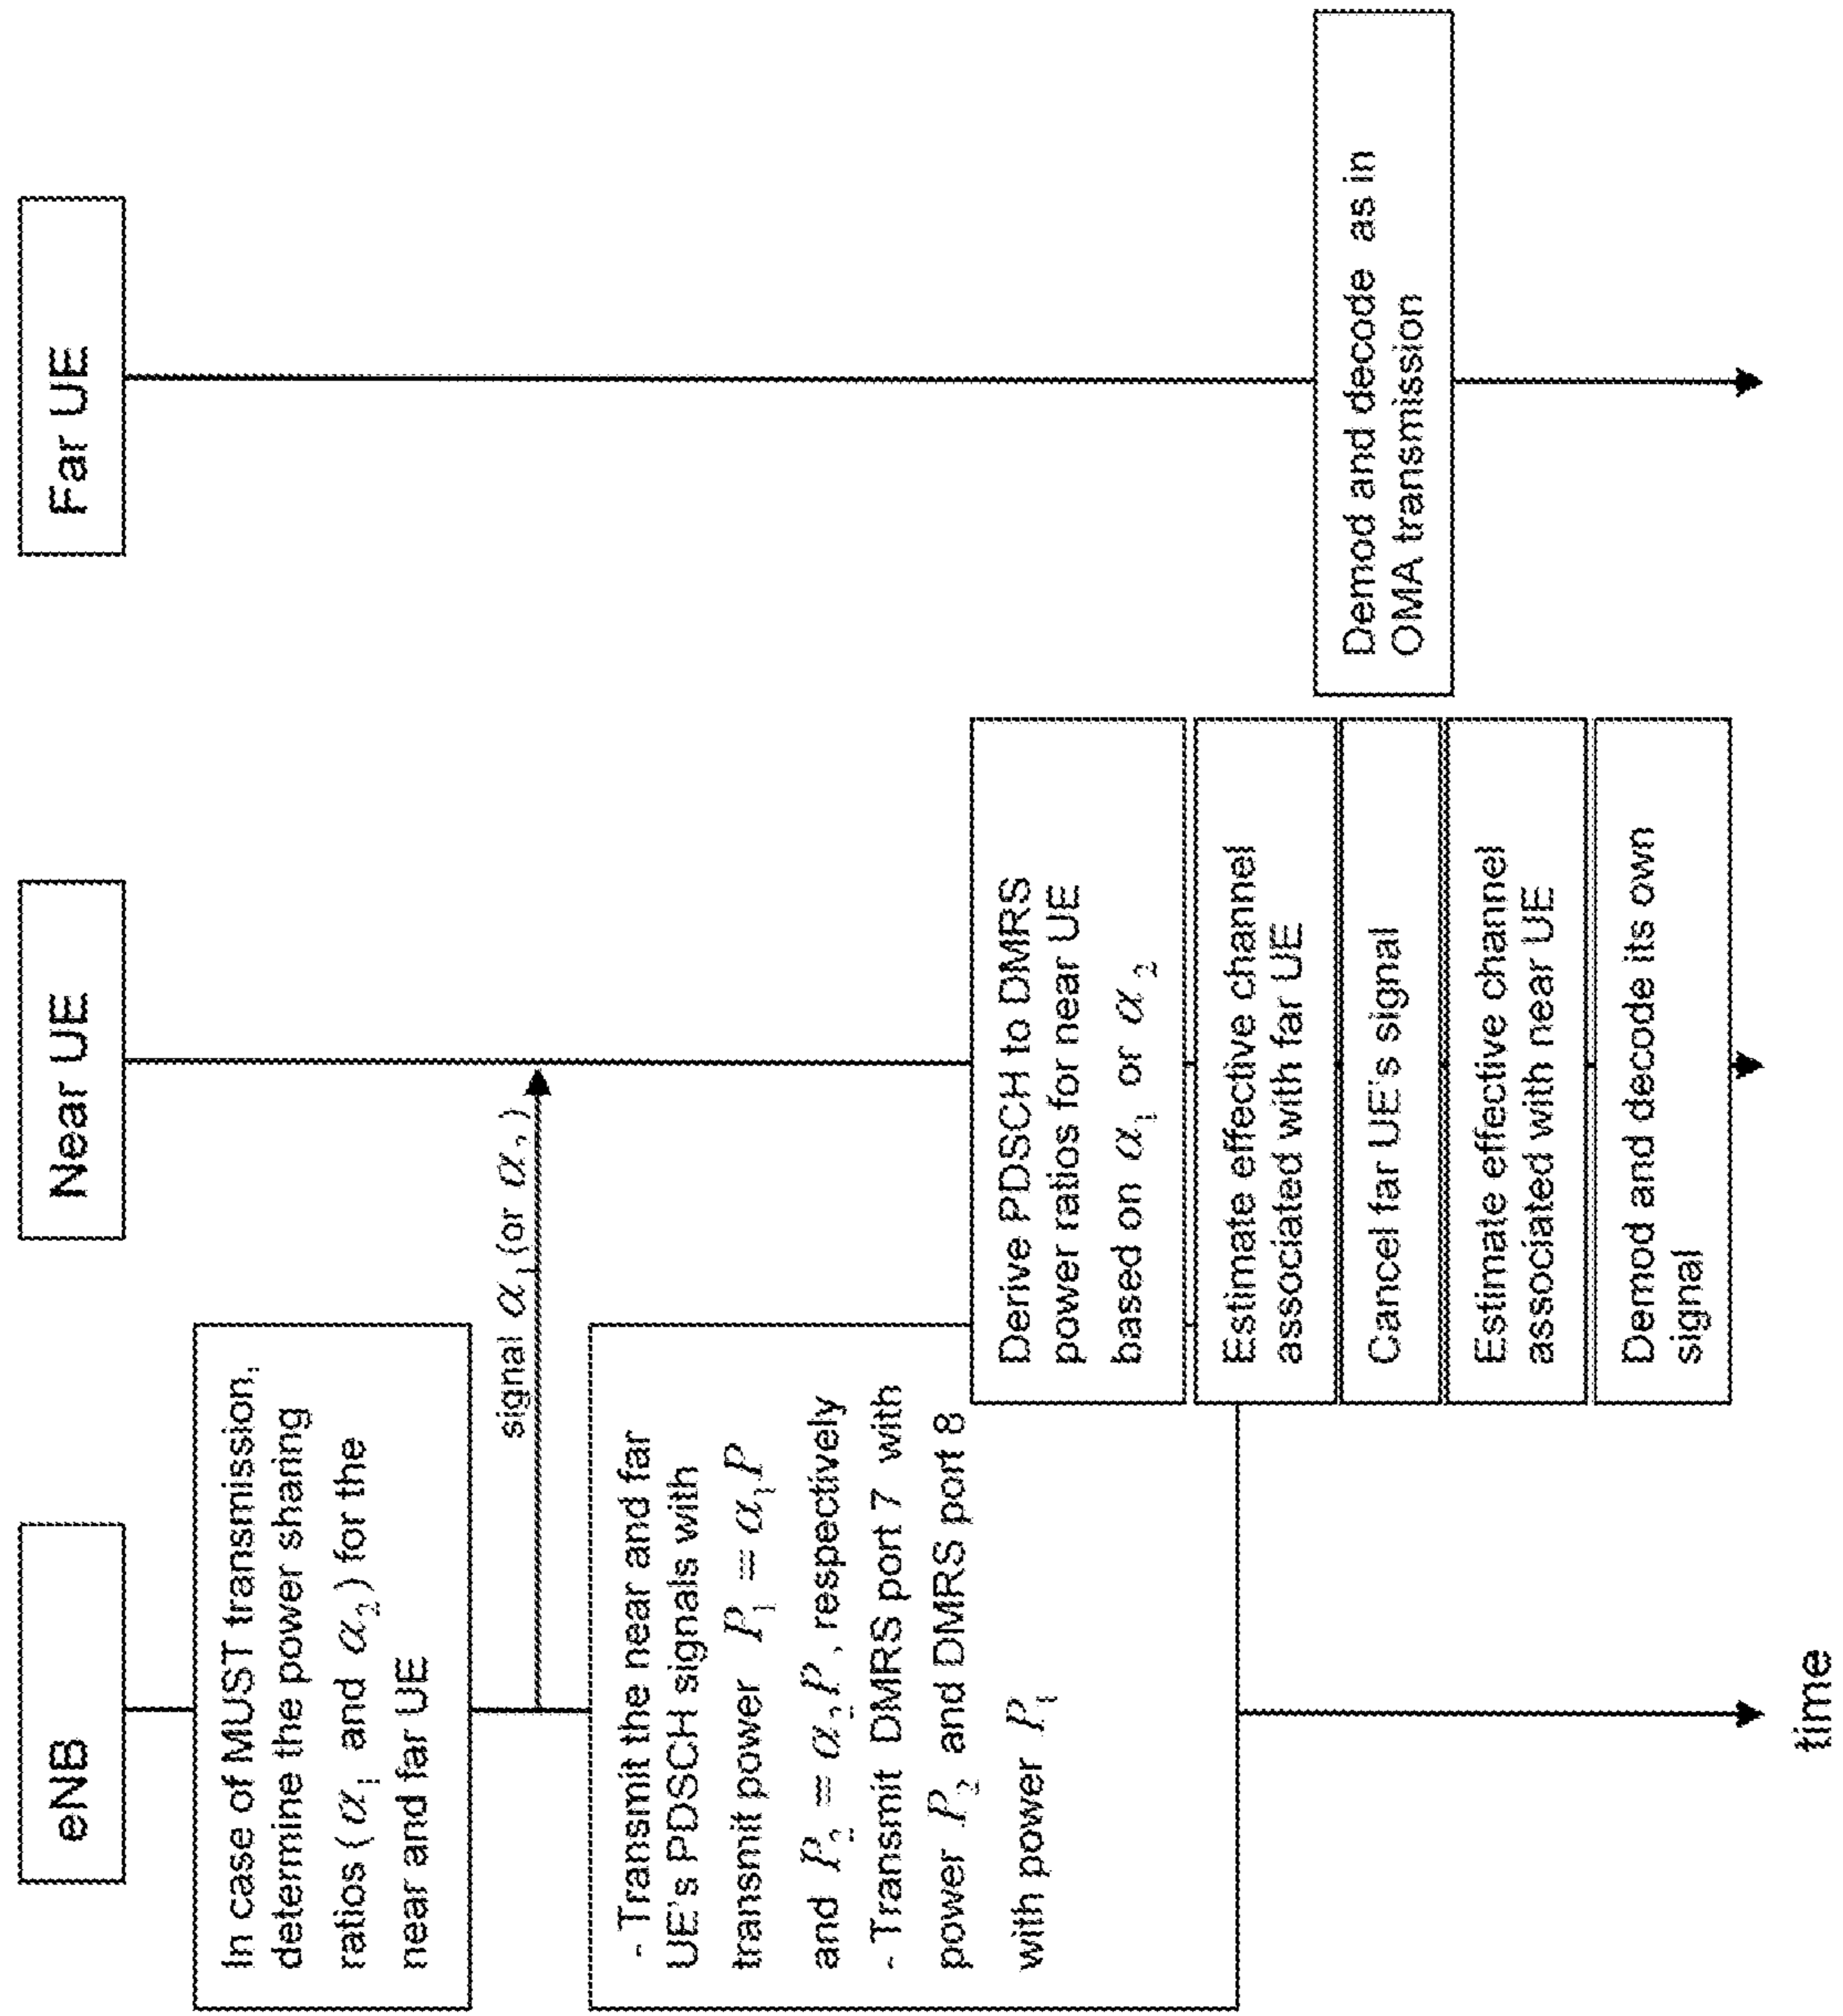 eNB
Near UE
Far UE
In case of MUST transmission,
determine the power sharing
ratios ( α₁ and α₂ ) for the
near and far UE
signal α₁ (or α₂ )
- Transmit the near and far
UE's PDSCH signals with
transmit power P₁ = α₁P
and P₂ = α₂P , respectively
- Transmit DMRS port 7 with
power P₂ and DMRS port 8
with power P₁
Derive PDSCH to DMRS
power ratios for near UE
based on α₁ or α₂
Estimate effective channel
associated with far UE
Cancel far UE's signal
Estimate effective channel
associated with near UE
Demod and decode its own
signal
Demod and decode as in
OMA transmission
time